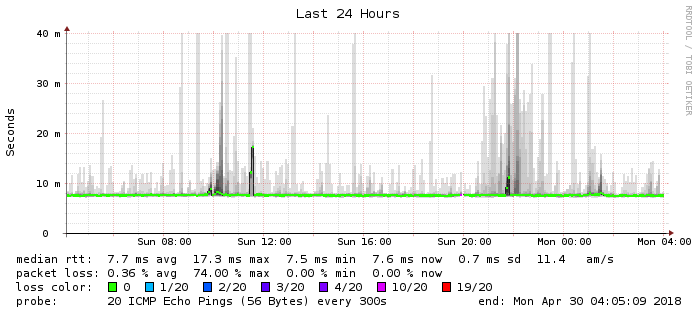 Last 24 Hours
RRDTOOL / TOBI OETIKER
Seconds
40 m
30 m
20 m
10 m
0
Sun 08:00 Sun 12:00 Sun 16:00 Sun 20:00 Mon 00:00 Mon 04:00
median rtt: 7.7 ms avg 17.3 ms max 7.5 ms min 7.6 ms now 0.7 ms sd 11.4 am/s
packet loss: 0.36 % avg 74.00 % max 0.00 % min 0.00 % now
loss color: 0 1/20 2/20 3/20 4/20 10/20 19/20
probe: 20 ICMP Echo Pings (56 Bytes) every 300s end: Mon Apr 30 04:05:09 2018